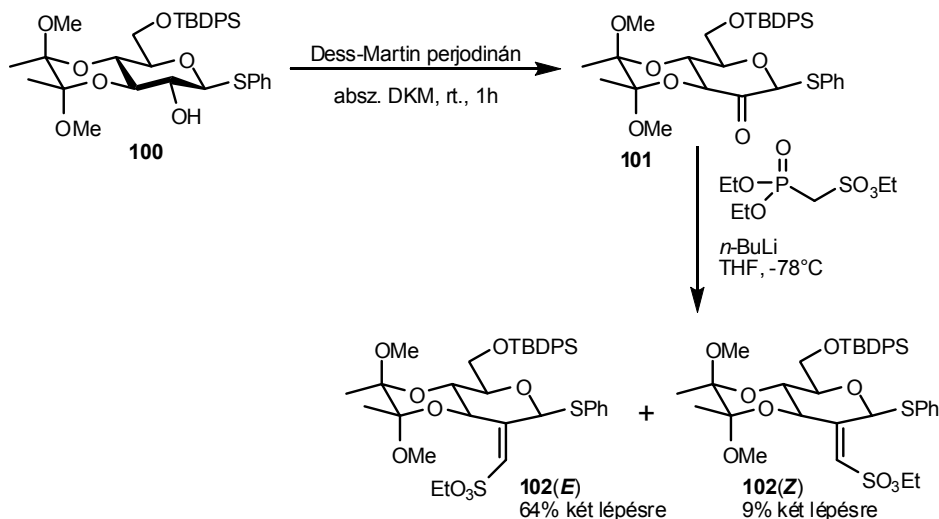 OMe
OTBDPS
O
O
O
SPh
OMe
OH
100
Dess-Martin perjodinán
absz. DKM, rt., 1h
OMe
OTBDPS
O
O
O
SPh
OMe
O
101
O
EtO P SO3Et
EtO
n-BuLi
THF, -78°C
OMe
OTBDPS
O
O
O
SPh
OMe
EtO3S
102(E)
64% két lépésre
+
OMe
OTBDPS
O
O
O
SPh
OMe
SO3Et
102(Z)
9% két lépésre